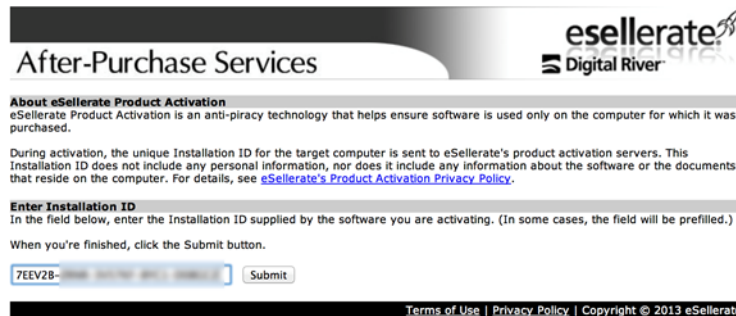 esellerate
After-Purchase Services
Digital River
About eSellerate Product Activation
eSellerate Product Activation is an anti-piracy technology that helps ensure software is used only on the computer for which it was
purchased.
During activation, the unique Installation ID for the target computer is sent to eSellerate's product activation servers. This
Installation ID does not include any personal information, nor does it include any information about the software or the documents
that reside on the computer. For details, see eSellerate's Product Activation Privacy Policy.
Enter Installation ID
In the field below, enter the Installation ID supplied by the software you are activating. (In some cases, the field will be prefilled.)
When you're finished, click the Submit button.
7EEV2B- Submit
Terms of Use | Privacy Policy | Copyright © 2013 eSellerat